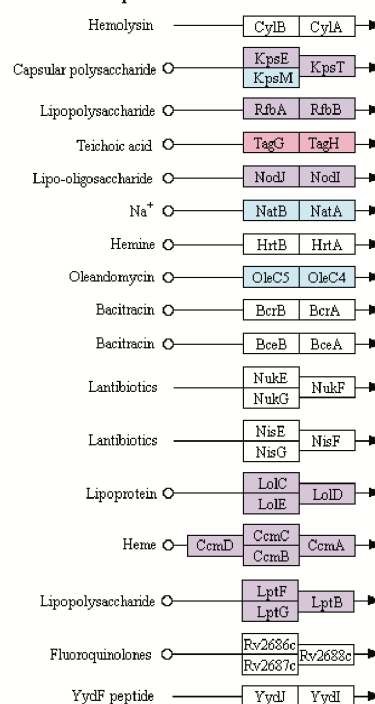 Hemolysin CylB CylA
Capsular polysaccharide KpsE KpsM KpsT
Lipopolysaccharide RfbA RfbB
Teichoic acid TagG TagH
Lipo-oligosaccharide NodJ NodI
Na+ NatB NatA
Hemine HrtB HrtA
Oleandomycin OleC5 OleC4
Bacitracin BcrB BcrA
Bacitracin BceB BceA
Lantibiotics NukE NukG NukF
Lantibiotics NisE NisG NisF
Lipoprotein LolC LolE LolD
Heme CcmD CcmC CcmB CcmA
Lipopolysaccharide LptF LptG LptB
Fluoroquinolones Rv2686c Rv2687c Rv2688c
YydF peptide YydJ YydI